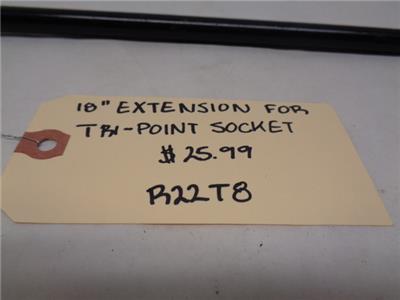 18" EXTENSION FOR
TRI-POINT SOCKET
$25.99
R22T8